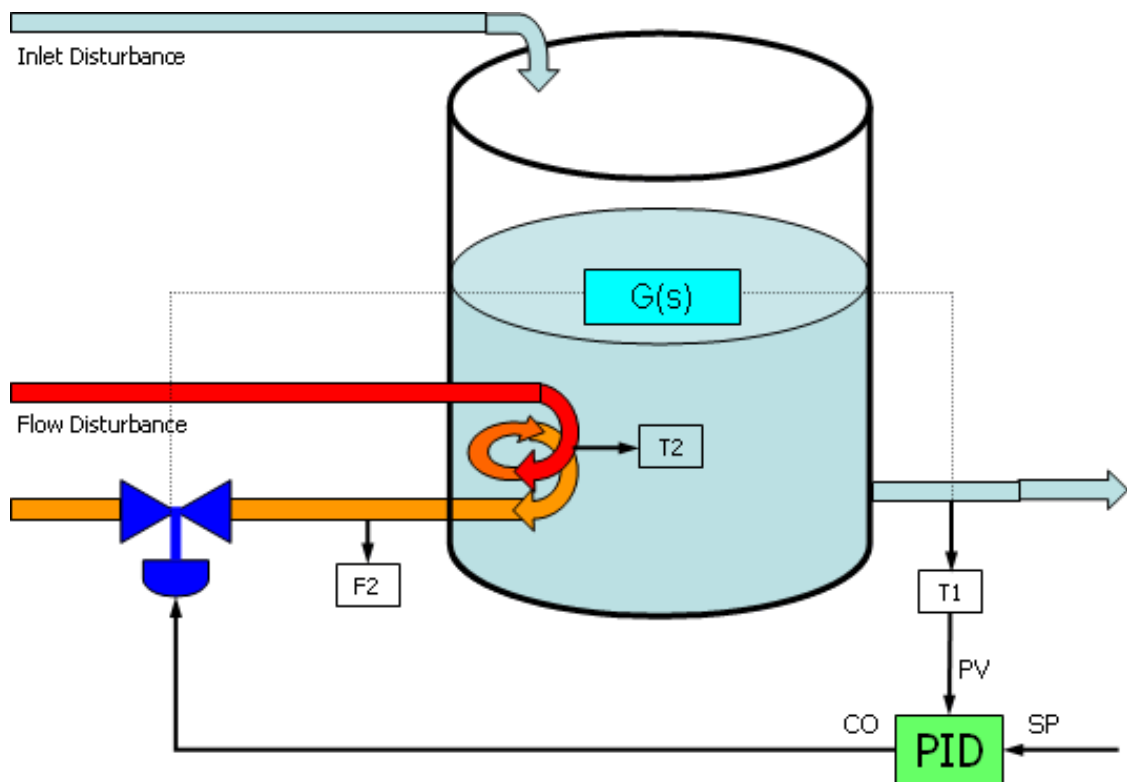 Inlet Disturbance
G(s)
Flow Disturbance
T2
F2
T1
PV
CO
SP
PID